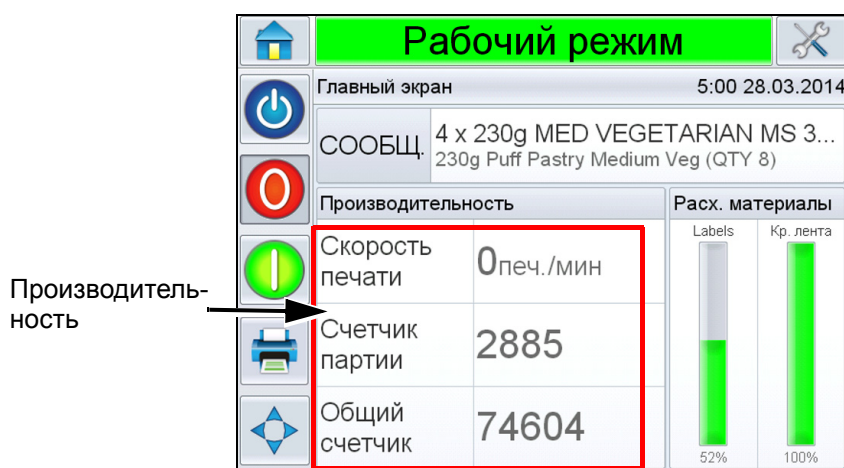 Рабочий режим
Главный экран 5:00 28.03.2014
СООБЩ.
4 x 230g MED VEGETARIAN MS 3...
230g Puff Pastry Medium Veg (QTY 8)
Производительность
Расх. материалы
Скорость
печати
0печ./мин
Счетчик
партии
2885
Общий
счетчик
74604
Labels
Кр. лента
52%
100%
Производитель-
ность